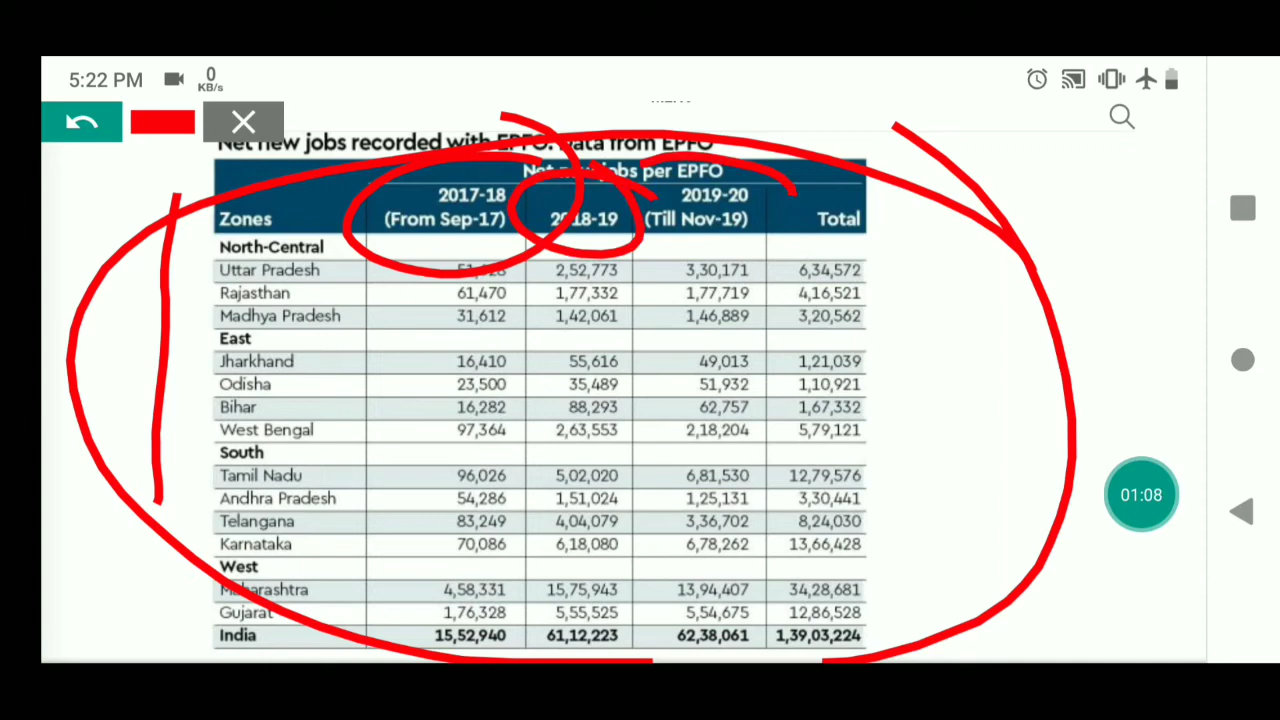 5:22 PM 0 KB/s
Net new jobs recorded with EPFO: Data from EPFO
Net new jobs per EPFO
Zones 2017-18 (From Sep-17) 2018-19 2019-20 (Till Nov-19) Total
North-Central
Uttar Pradesh 2,52,773 3,30,171 6,34,572
Rajasthan 61,470 1,77,332 1,77,719 4,16,521
Madhya Pradesh 31,612 1,42,061 1,46,889 3,20,562
East
Jharkhand 16,410 55,616 49,013 1,21,039
Odisha 23,500 35,489 51,932 1,10,921
Bihar 16,282 88,293 62,757 1,67,332
West Bengal 97,364 2,63,553 2,18,204 5,79,121
South
Tamil Nadu 96,026 5,02,020 6,81,530 12,79,576
Andhra Pradesh 54,286 1,51,024 1,25,131 3,30,441
Telangana 83,249 4,04,079 3,36,702 8,24,030
Karnataka 70,086 6,18,080 6,78,262 13,66,428
West
Maharashtra 4,58,331 15,75,943 13,94,407 34,28,681
Gujarat 1,76,328 5,55,525 5,54,675 12,86,528
India 15,52,940 61,12,223 62,38,061 1,39,03,224
01:08